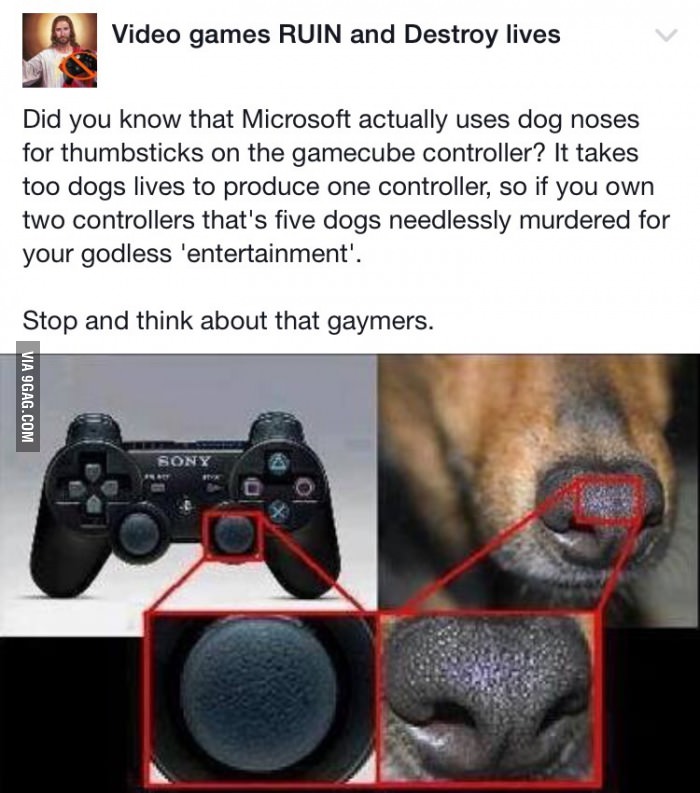 Video games RUIN and Destroy lives
Did you know that Microsoft actually uses dog noses
for thumbsticks on the gamecube controller? It takes
too dogs lives to produce one controller, so if you own
two controllers that's five dogs needlessly murdered for
your godless 'entertainment'.
Stop and think about that gaymers.
VIA 9GAG.COM
SONY